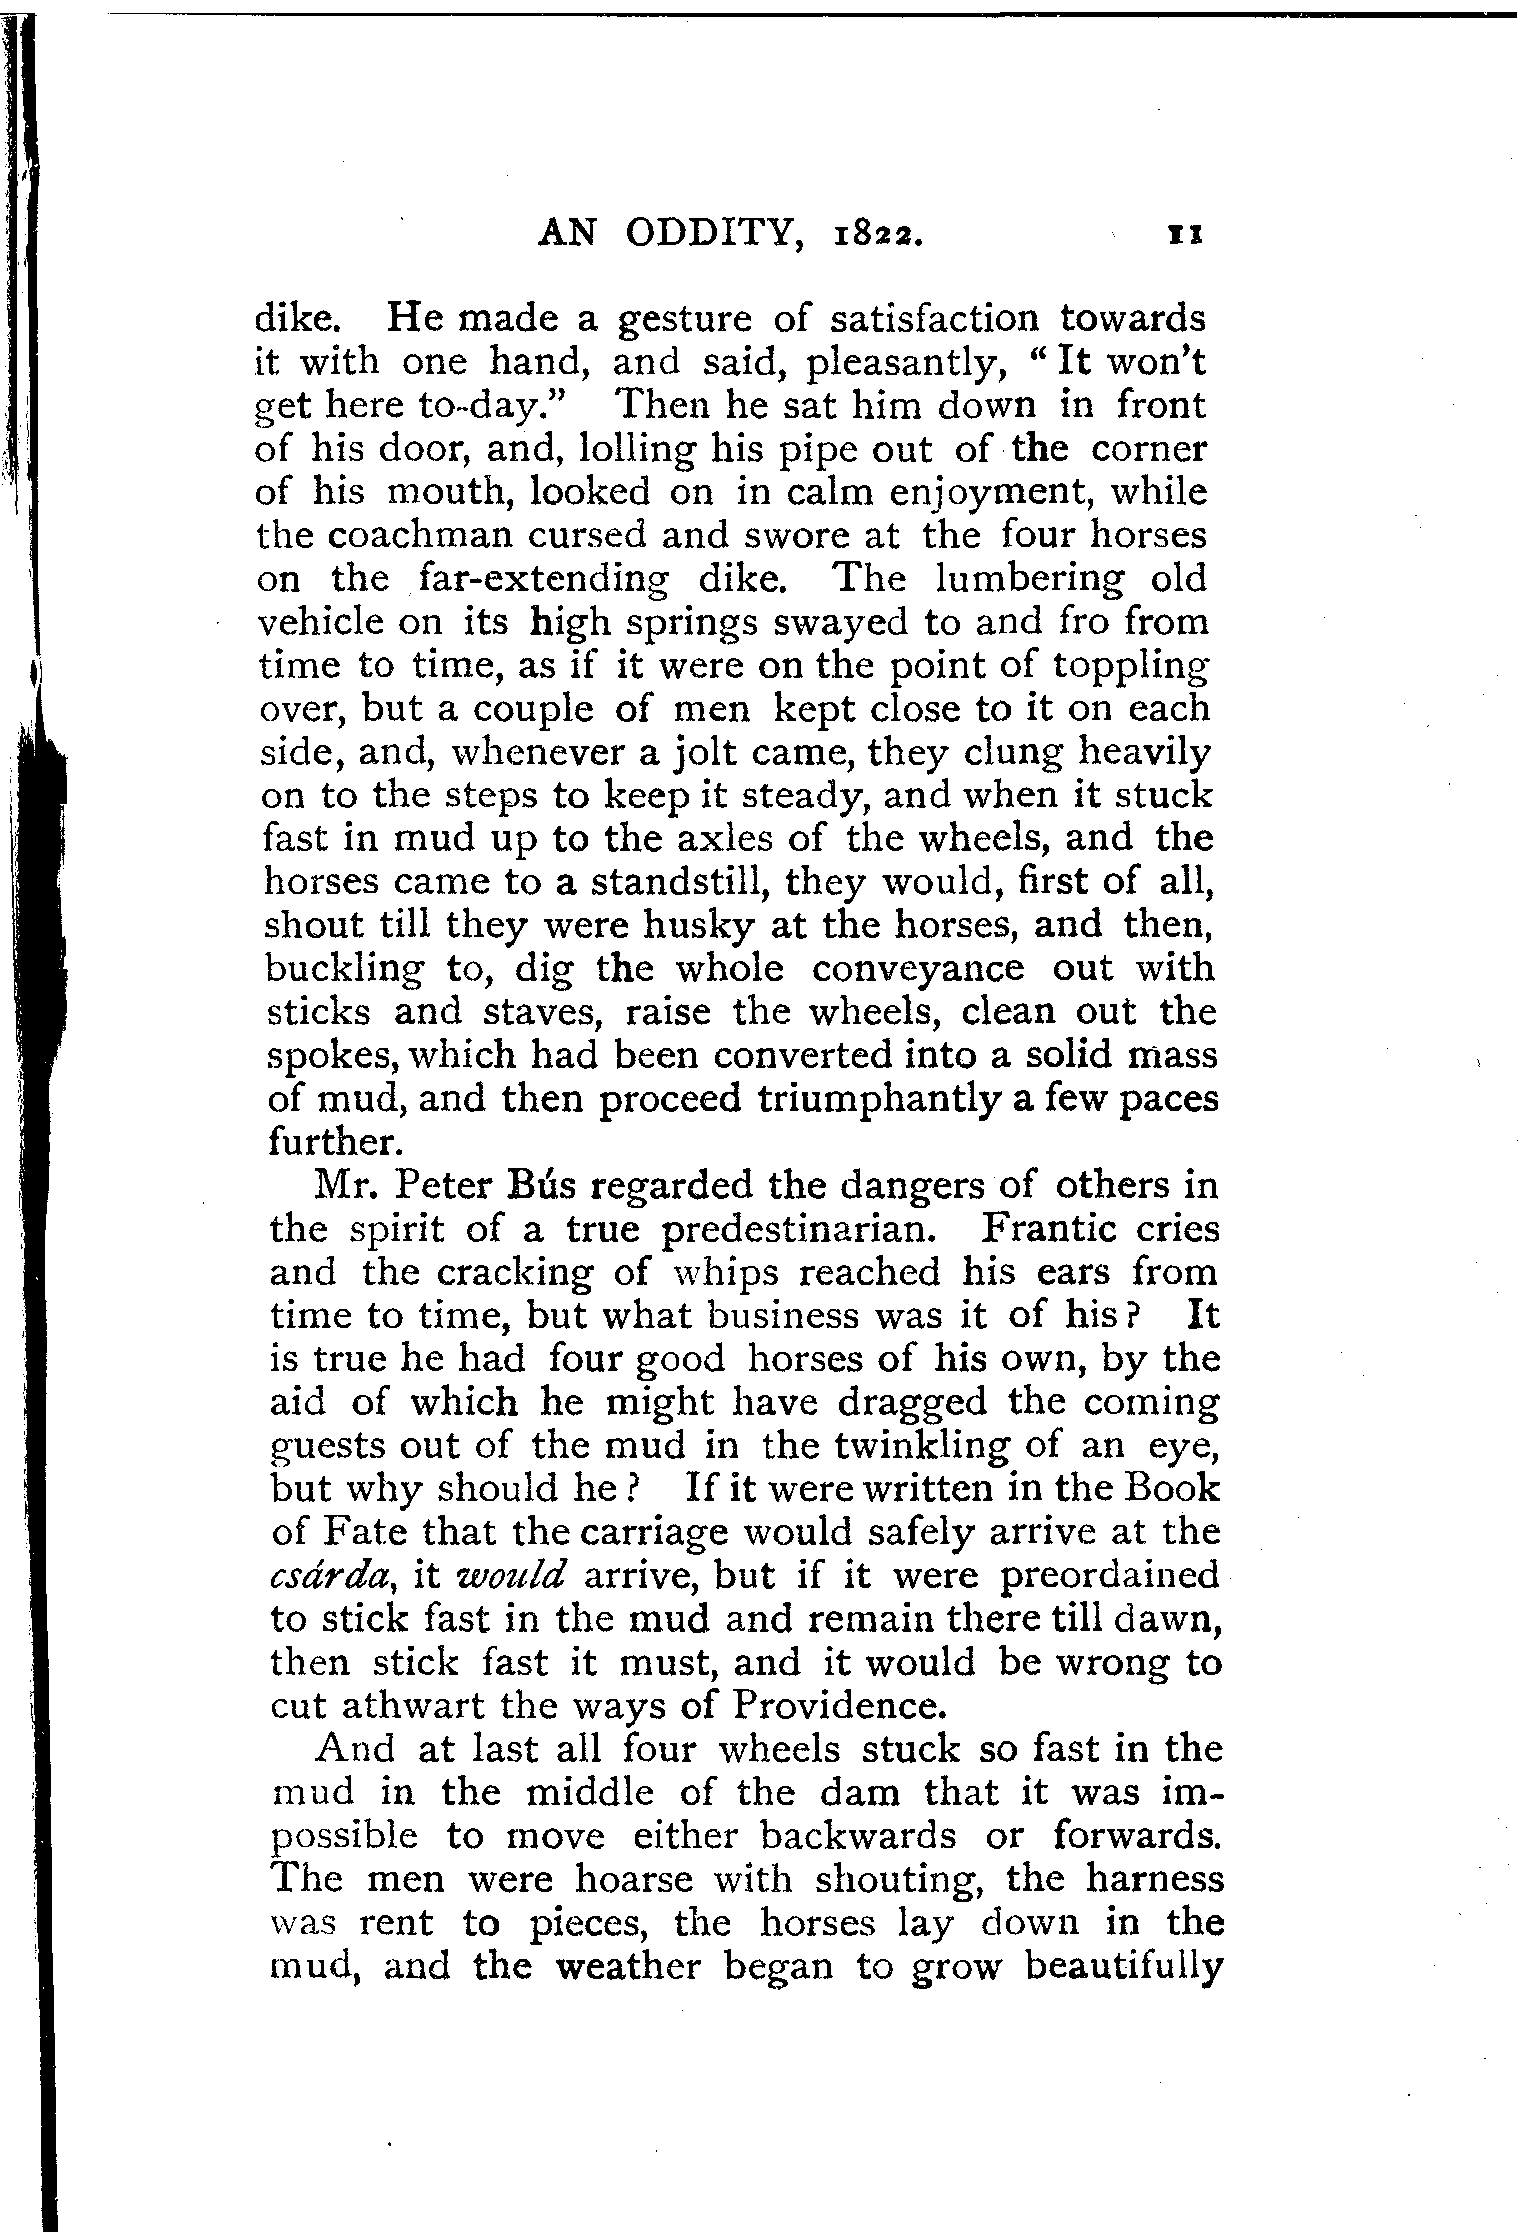 AN ODDITY, 1822. 11
dike. He made a gesture of satisfaction towards
it with one hand, and said, pleasantly, “ It won’t
get here to-day.” Then he sat him down in front
of his door, and, lolling his pipe out of the corner
of his mouth, looked on in calm enjoyment, while
the coachman cursed and swore at the four horses
on the far-extending dike. The lumbering old
vehicle on its high springs swayed to and fro from
time to time, as if it were on the point of toppling
over, but a couple of men kept close to it on each
side, and, whenever a jolt came, they clung heavily
on to the steps to keep it steady, and when it stuck
fast in mud up to the axles of the wheels, and the
horses came to a standstill, they would, first of all,
shout till they were husky at the horses, and then,
buckling to, dig the whole conveyance out with
sticks and staves, raise the wheels, clean out the
spokes, which had been converted into a solid mass
of mud, and then proceed triumphantly a few paces
further.
Mr. Peter Bús regarded the dangers of others in
the spirit of a true predestinarian. Frantic cries
and the cracking of whips reached his ears from
time to time, but what business was it of his? It
is true he had four good horses of his own, by the
aid of which he might have dragged the coming
guests out of the mud in the twinkling of an eye,
but why should he? If it were written in the Book
of Fate that the carriage would safely arrive at the
csárda, it would arrive, but if it were preordained
to stick fast in the mud and remain there till dawn,
then stick fast it must, and it would be wrong to
cut athwart the ways of Providence.
And at last all four wheels stuck so fast in the
mud in the middle of the dam that it was im-
possible to move either backwards or forwards.
The men were hoarse with shouting, the harness
was rent to pieces, the horses lay down in the
mud, and the weather began to grow beautifully